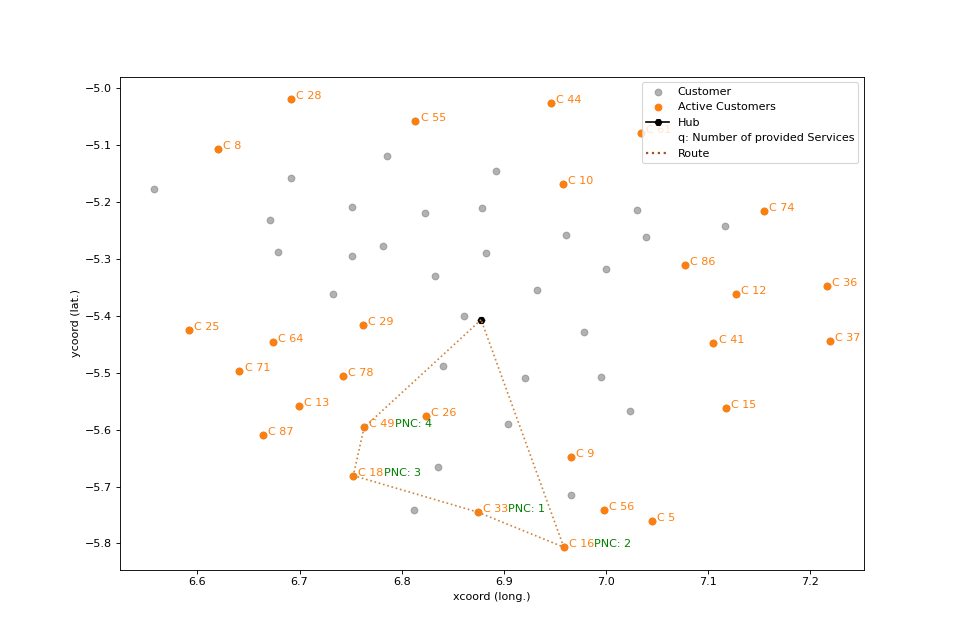 C 28
C 44
C 55
C 8
C 10
C 74
C 86
C 36
C 12
C 25
C 29
C 64
C 41
C 37
C 71
C 78
C 13
C 15
C 26
C 49PNC: 4
C 87
C 9
C 18PNC: 3
C 33PNC: 1
C 56
C 5
C 16PNC: 2
Customer
Active Customers
Hub
q: Number of provided Services
Route
−5.0
−5.1
−5.2
−5.3
−5.4
−5.5
−5.6
−5.7
−5.8
ycoord (lat.)
6.6
6.7
6.8
6.9
7.0
7.1
7.2
xcoord (long.)